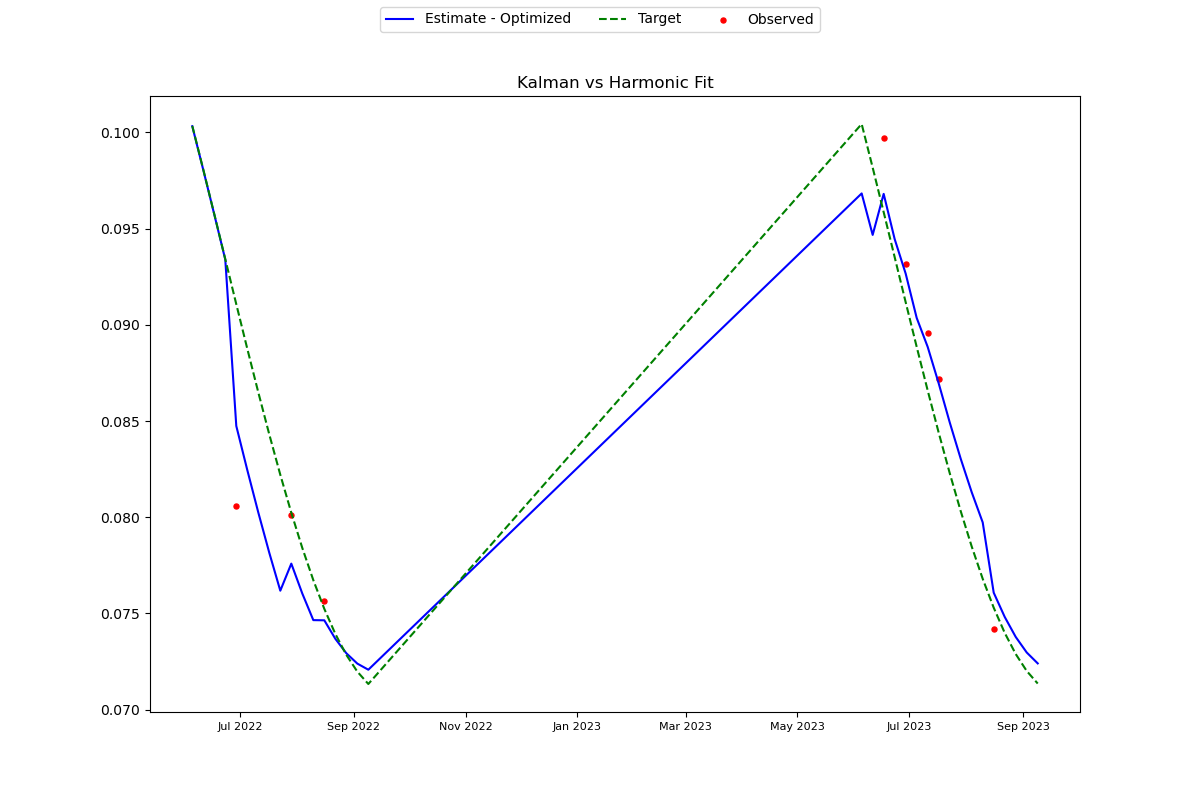 Estimate - Optimized Target Observed
Kalman vs Harmonic Fit
0.100
0.095
0.090
0.085
0.080
0.075
0.070
Jul 2022 Sep 2022 Nov 2022 Jan 2023 Mar 2023 May 2023 Jul 2023 Sep 2023